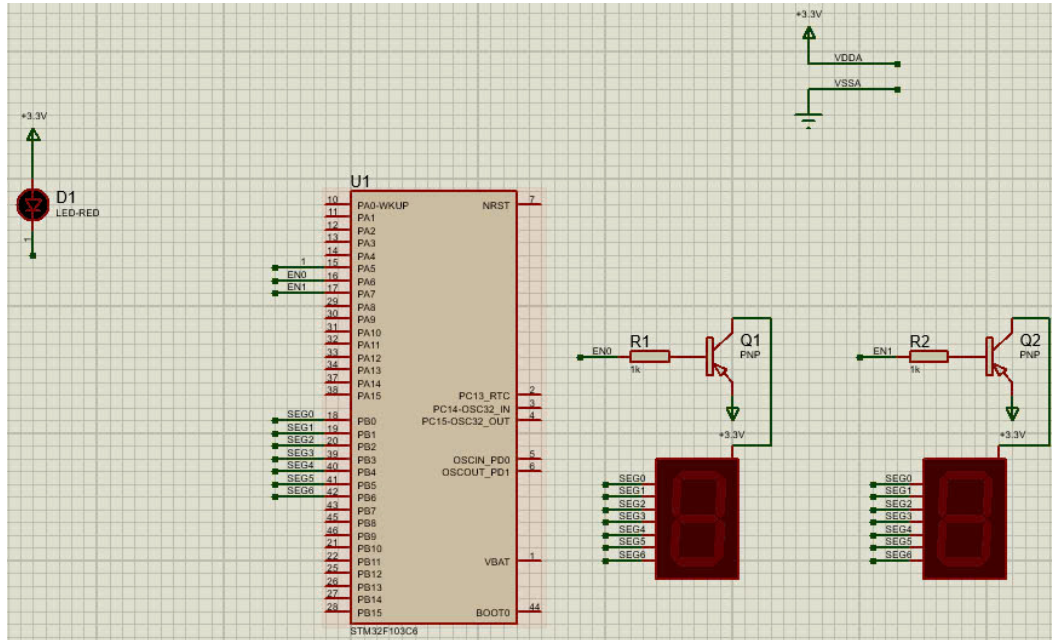 +3.3V
VDDA
VSSA
+3.3V
D1
LED-RED
1
U1
10 PA0-WKUP NRST 7
11 PA1
12 PA2
13 PA3
14 PA4
1 15 PA5
EN0 16 PA6
EN1 17 PA7
29 PA8
30 PA9
31 PA10
32 PA11
33 PA12
34 PA13
37 PA14
38 PA15 PC13_RTC 2
PC14-OSC32_IN 3
SEG0 18 PB0 PC15-OSC32_OUT 4
SEG1 19 PB1
SEG2 20 PB2
SEG3 39 PB3 OSCIN_PD0 5
SEG4 40 PB4 OSCOUT_PD1 6
SEG5 41 PB5
SEG6 42 PB6
43 PB7
45 PB8
46 PB9
21 PB10
22 PB11 VBAT 1
25 PB12
26 PB13
27 PB14
28 PB15 BOOT0 44
STM32F103C6
EN0
R1
1k
Q1
PNP
+3.3V
SEG0
SEG1
SEG2
SEG3
SEG4
SEG5
SEG6
EN1
R2
1k
Q2
PNP
+3.3V
SEG0
SEG1
SEG2
SEG3
SEG4
SEG5
SEG6